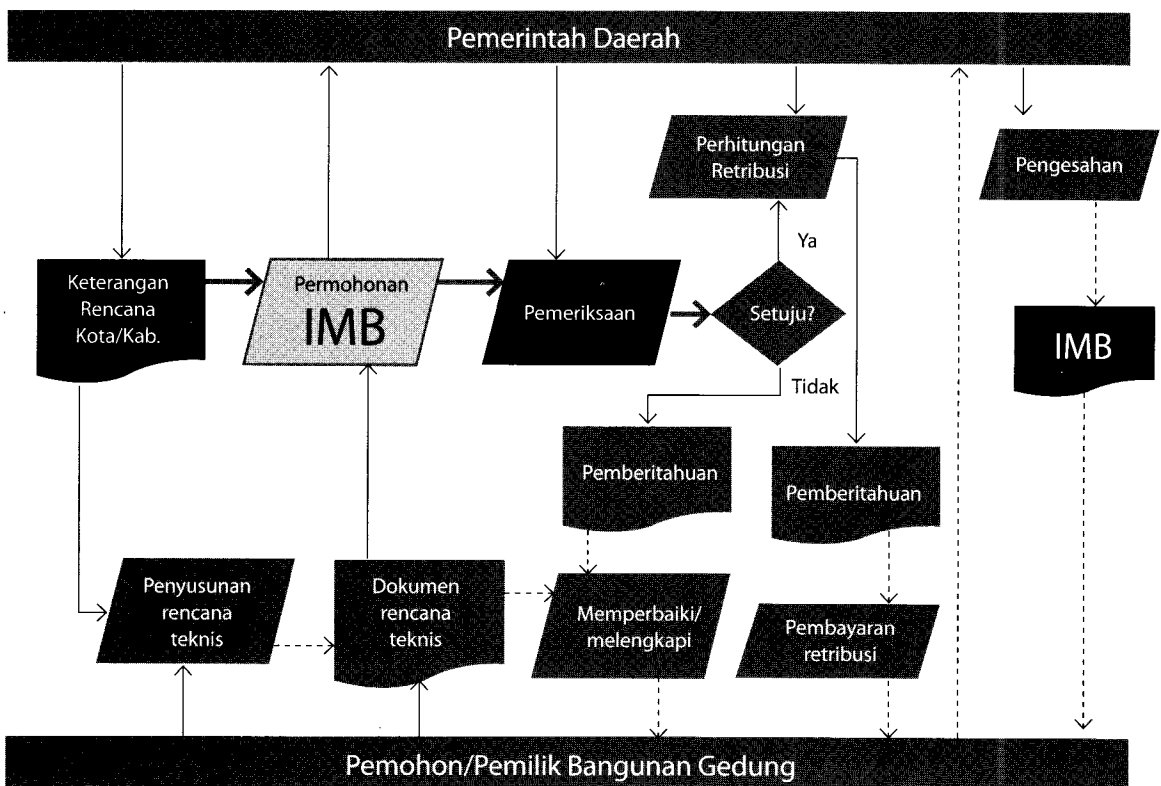 Pemerintah Daerah
Perhitungan
Retribusi
Pengesahan
Ya
Keterangan
Rencana
Kota/Kab.
Permohonan
IMB
Pemeriksaan
Setuju?
IMB
Tidak
Pemberitahuan
Pemberitahuan
Penyusunan
rencana
teknis
Dokumen
rencana
teknis
Memperbaiki/
melengkapi
Pembayaran
retribusi
Pemohon/Pemilik Bangunan Gedung